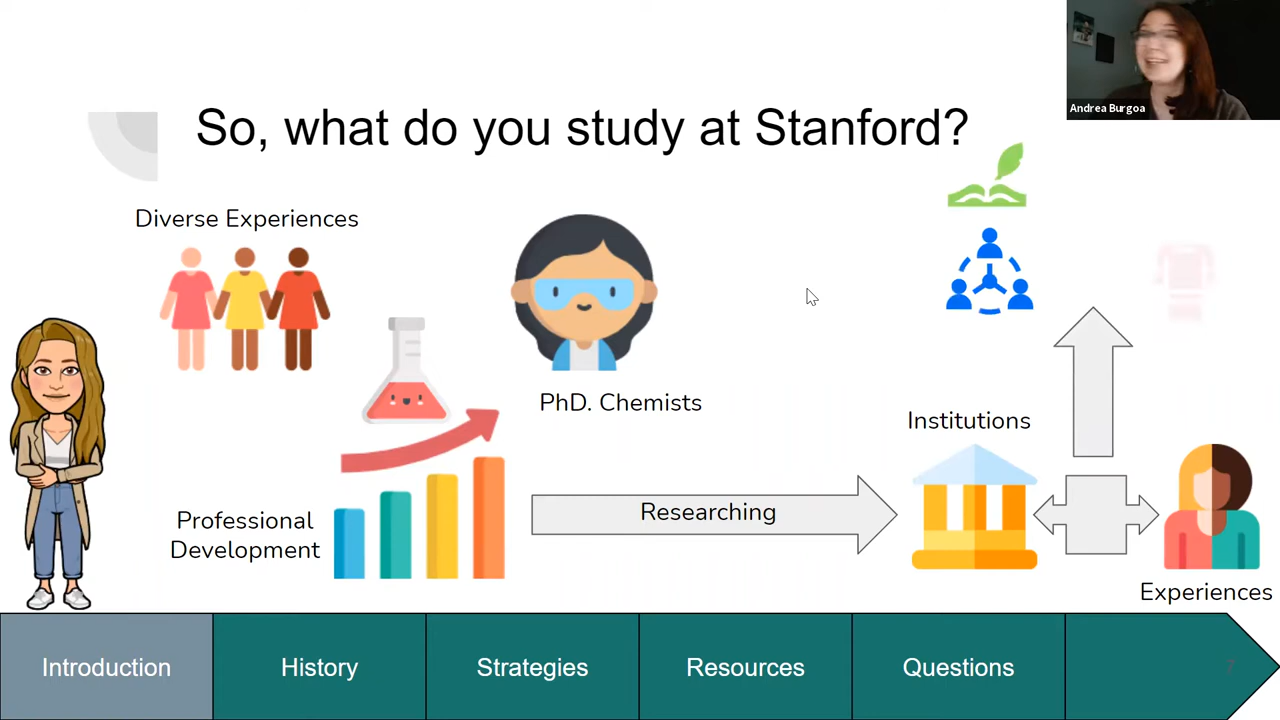 So, what do you study at Stanford?
Andrea Burgoa
Diverse Experiences
PhD. Chemists
Institutions
Professional
Development
Researching
Experiences
Introduction
History
Strategies
Resources
Questions
7